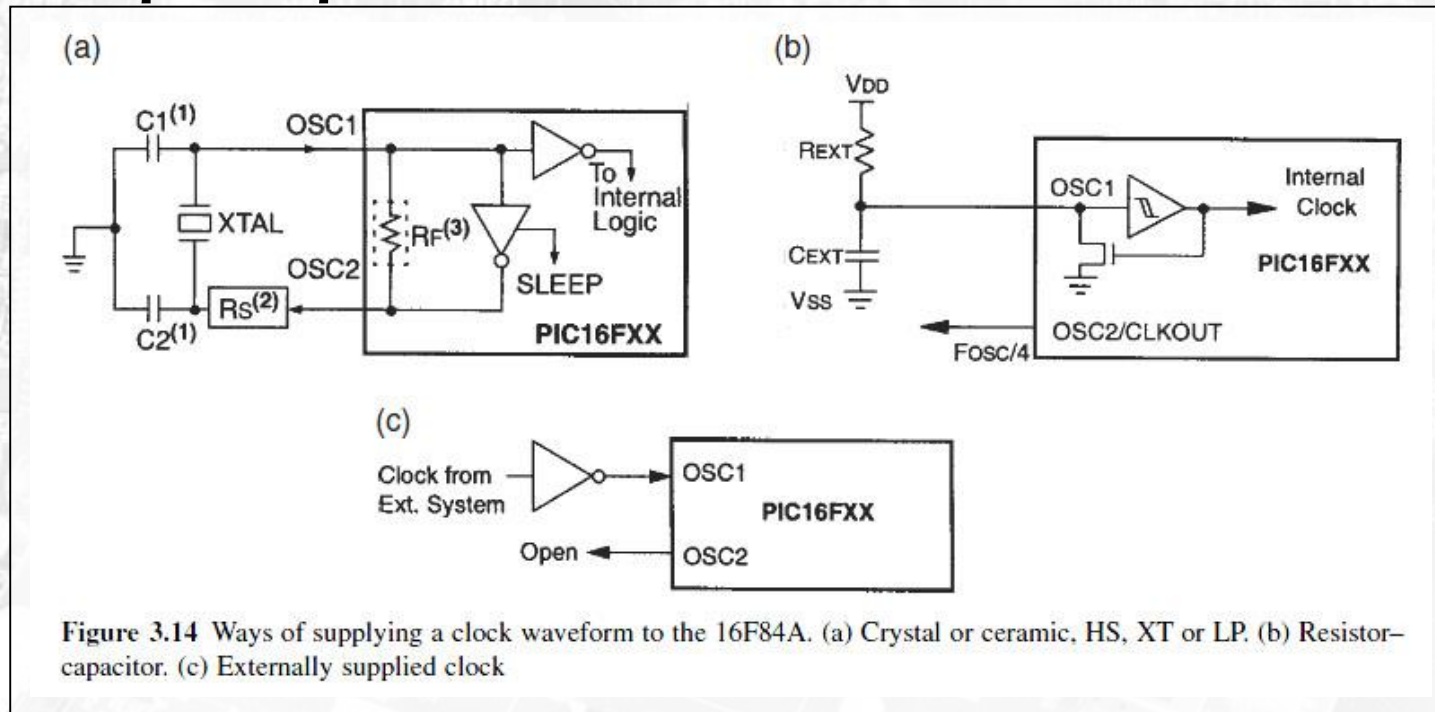 (a)
C1(1)
OSC1
To
Internal
Logic
XTAL
RF(3)
OSC2
SLEEP
RS(2)
C2(1)
PIC16FXX
(b)
VDD
REXT
OSC1
Internal
Clock
CEXT
PIC16FXX
VSS
OSC2/CLKOUT
FOSC/4
(c)
Clock from
Ext. System
OSC1
PIC16FXX
Open
OSC2
Figure 3.14 Ways of supplying a clock waveform to the 16F84A. (a) Crystal or ceramic, HS, XT or LP. (b) Resistor–
capacitor. (c) Externally supplied clock